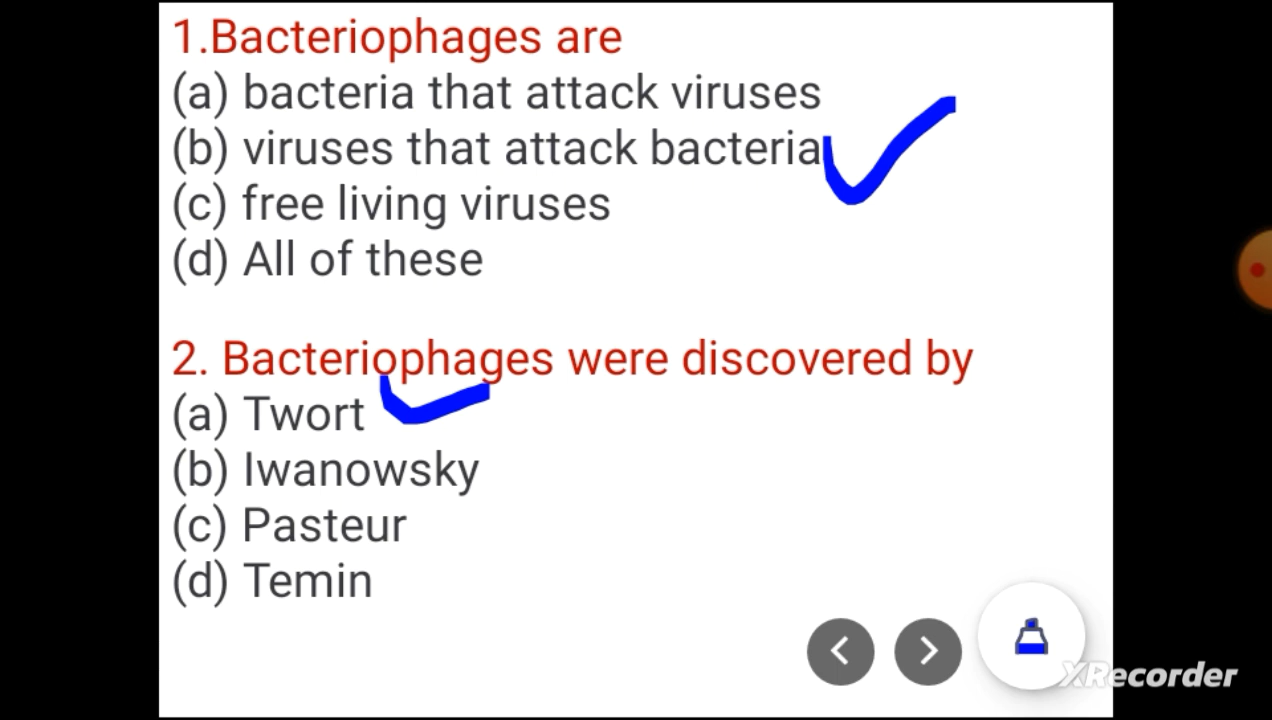 1.Bacteriophages are
(a) bacteria that attack viruses
(b) viruses that attack bacteria
(c) free living viruses
(d) All of these
2. Bacteriophages were discovered by
(a) Twort
(b) Iwanowsky
(c) Pasteur
(d) Temin
XRecorder